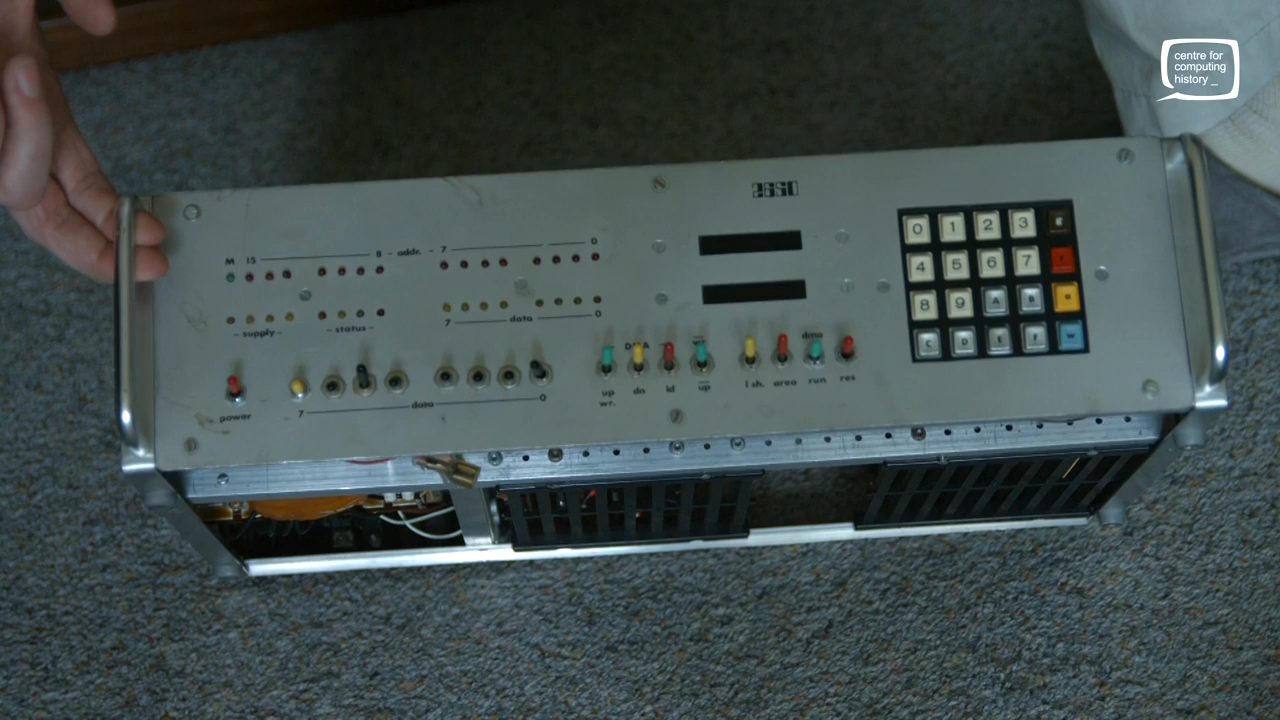 centre for
computing
history _
2650
M 15 8 - addr. - 7 0
- supply - - status - 7 data 0
power 7 data 0
DMA dma
up dn ld up l sh. area run res
wr.
0 1 2 3
4 5 6 7 !
8 9 A B
C D E F